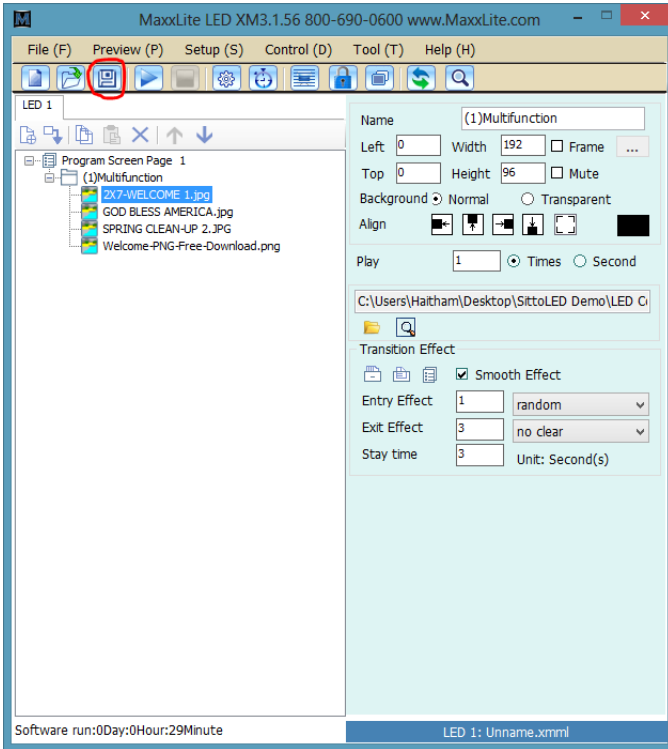 MaxxLite LED XM3.1.56 800-690-0600 www.MaxxLite.com
File (F) Preview (P) Setup (S) Control (D) Tool (T) Help (H)
LED 1
Program Screen Page 1
(1)Multifunction
2X7-WELCOME 1.jpg
GOD BLESS AMERICA.jpg
SPRING CLEAN-UP 2.JPG
Welcome-PNG-Free-Download.png
Name (1)Multifunction
Left 0 Width 192 Frame ...
Top 0 Height 96 Mute
Background Normal Transparent
Align
Play 1 Times Second
C:\Users\Haitham\Desktop\SittoLED Demo\LED
Transition Effect
Smooth Effect
Entry Effect 1 random
Exit Effect 3 no clear
Stay time 3 Unit: Second(s)
Software run:0Day:0Hour:29Minute
LED 1: Unname.xmml